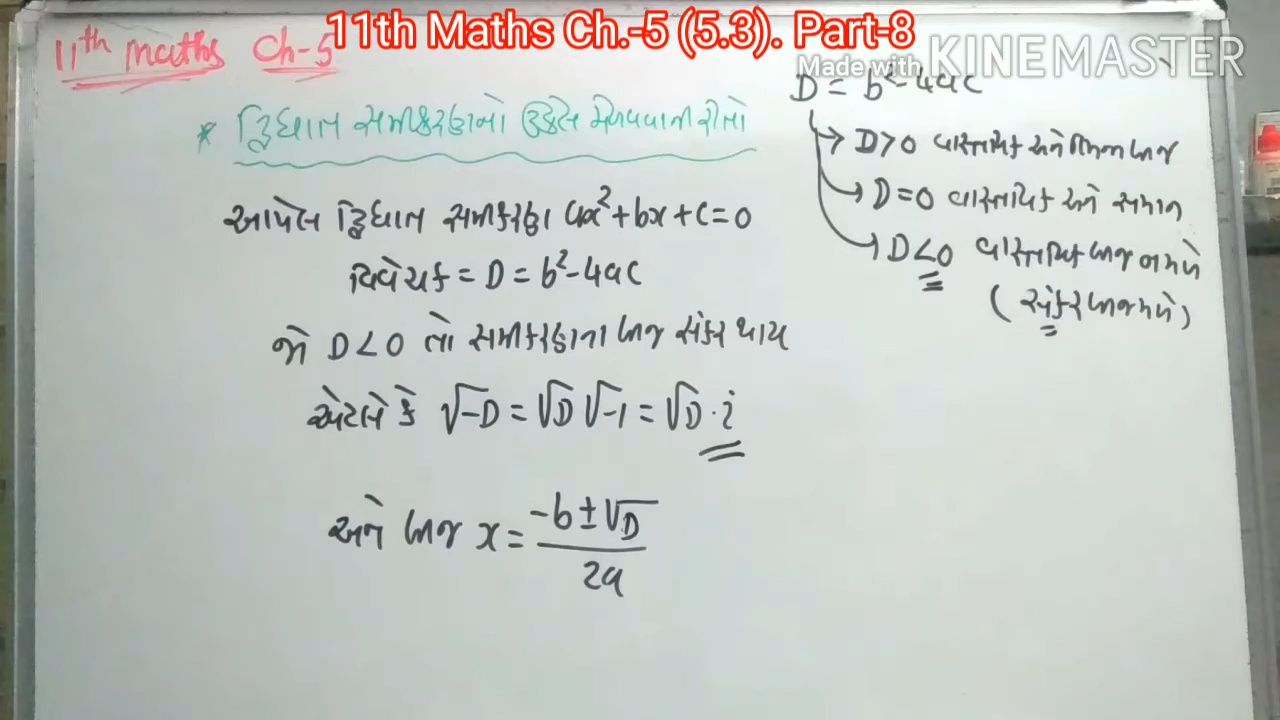 11th Maths Ch.-5 (5.3). Part-8
Made with KINEMASTER
11th maths Ch-5
* દ્વિઘાત સમીકરણનો ઉકેલ મેળવવાની રીતો
આપેલ દ્વિઘાત સમીકરણ ax²+bx+c=0
વિવેચક = D = b²-4ac
જો D<0 તો સમીકરણના બીજ સંકર થાય
એટલે કે √-D = √D √-1 = √D · i
અને બીજ x = (-b ± √D) / 2a
D = b²-4ac
→ D>0 વાસ્તવિક અને ભિન્ન બીજ
→ D=0 વાસ્તવિક અને સમાન
→ D<0 વાસ્તવિક બીજ ન મળે
(સંકર બીજ મળે)